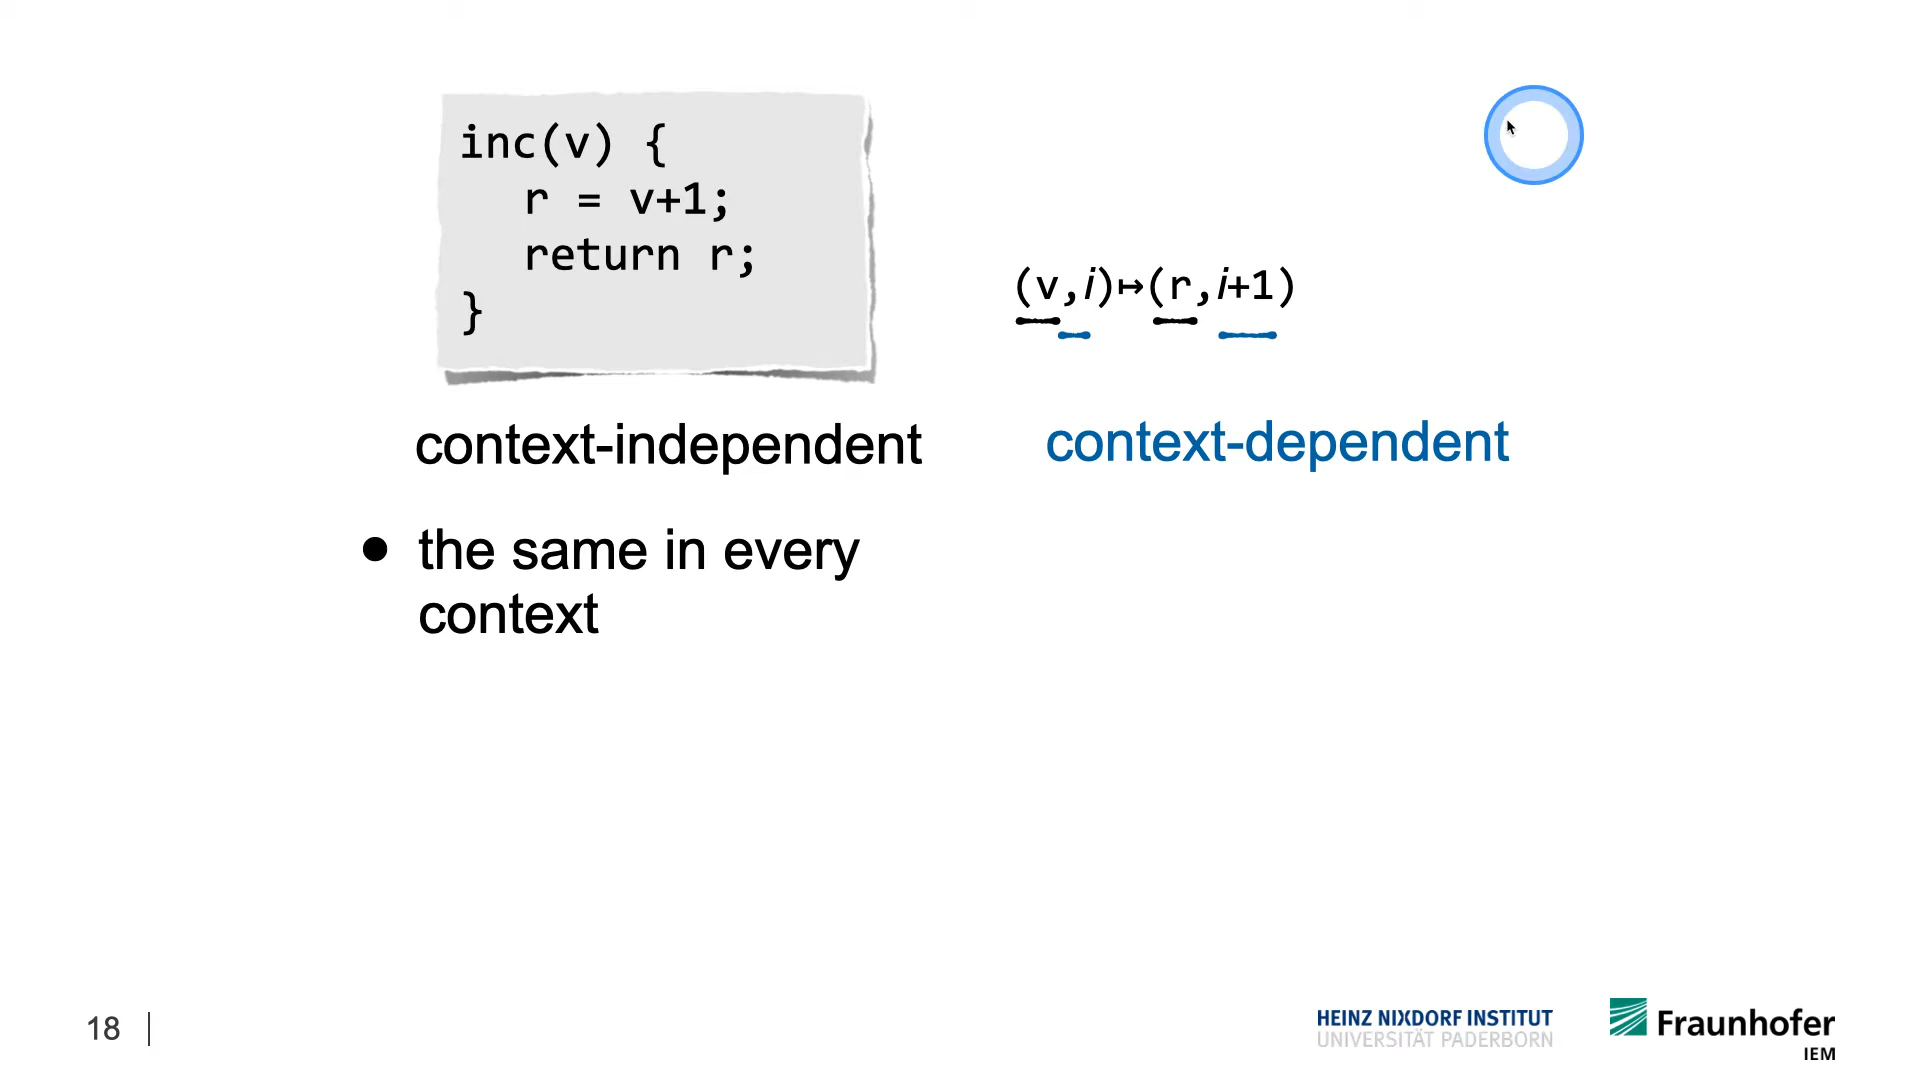 inc(v) {
r = v+1;
return r;
}
(v,i)↦(r,i+1)
context-independent
context-dependent
• the same in every
context
18
HEINZ NIXDORF INSTITUT
UNIVERSITÄT PADERBORN
Fraunhofer
IEM